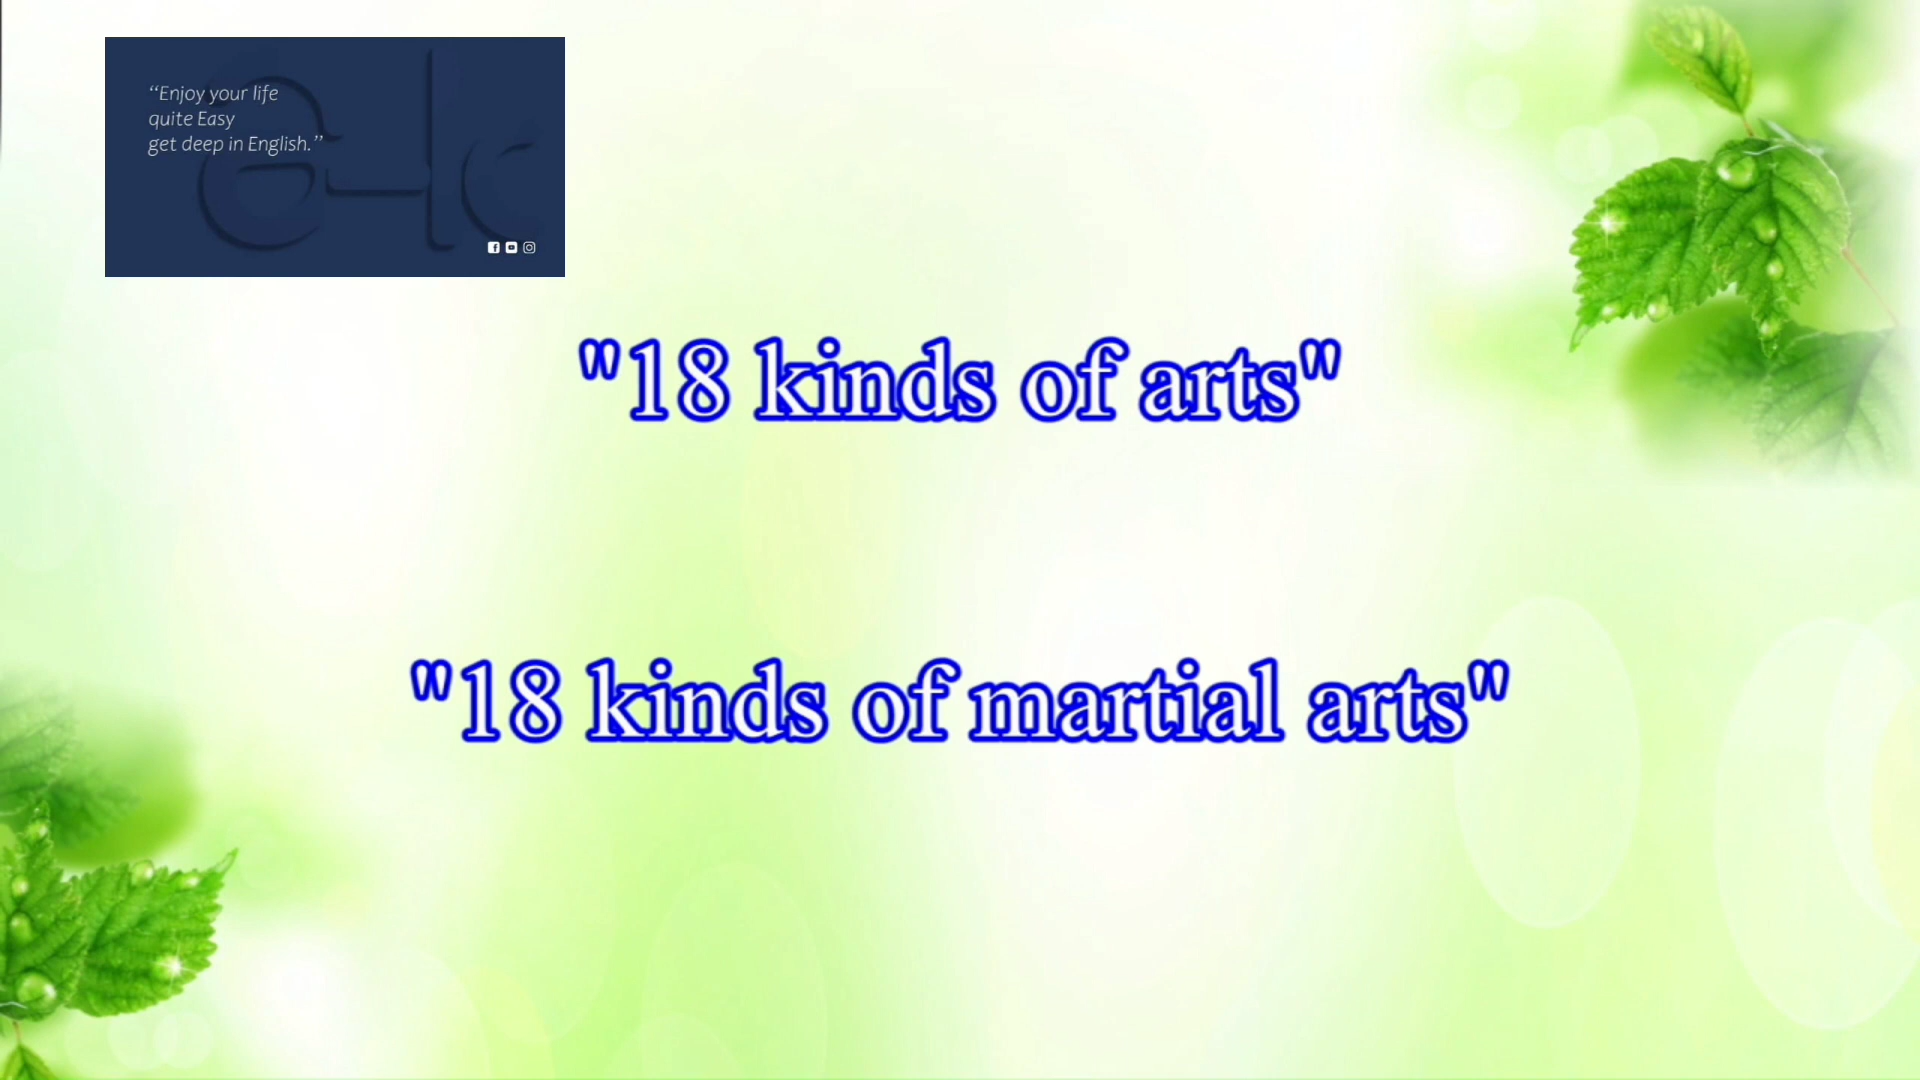 “Enjoy your life
quite Easy
get deep in English.”
"18 kinds of arts"
"18 kinds of martial arts"